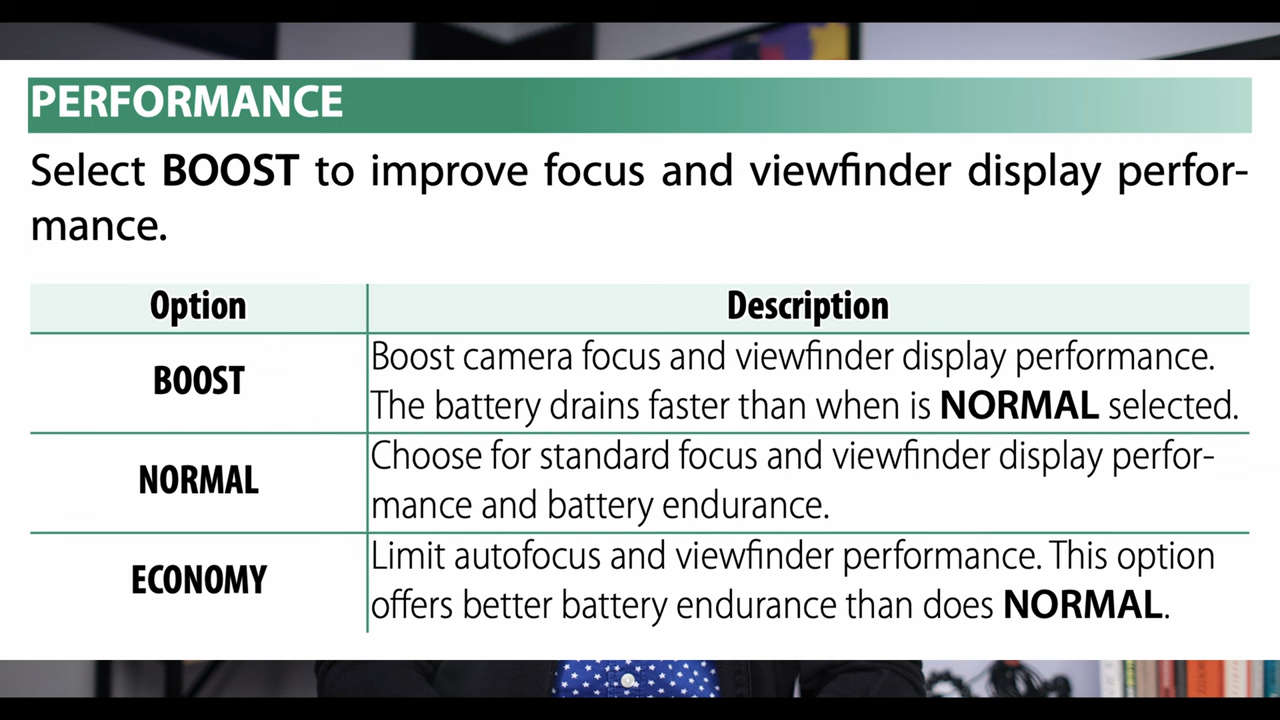 PERFORMANCE
Select BOOST to improve focus and viewfinder display perfor-
mance.
Option
Description
BOOST
Boost camera focus and viewfinder display performance.
The battery drains faster than when is NORMAL selected.
NORMAL
Choose for standard focus and viewfinder display perfor-
mance and battery endurance.
ECONOMY
Limit autofocus and viewfinder performance. This option
offers better battery endurance than does NORMAL.